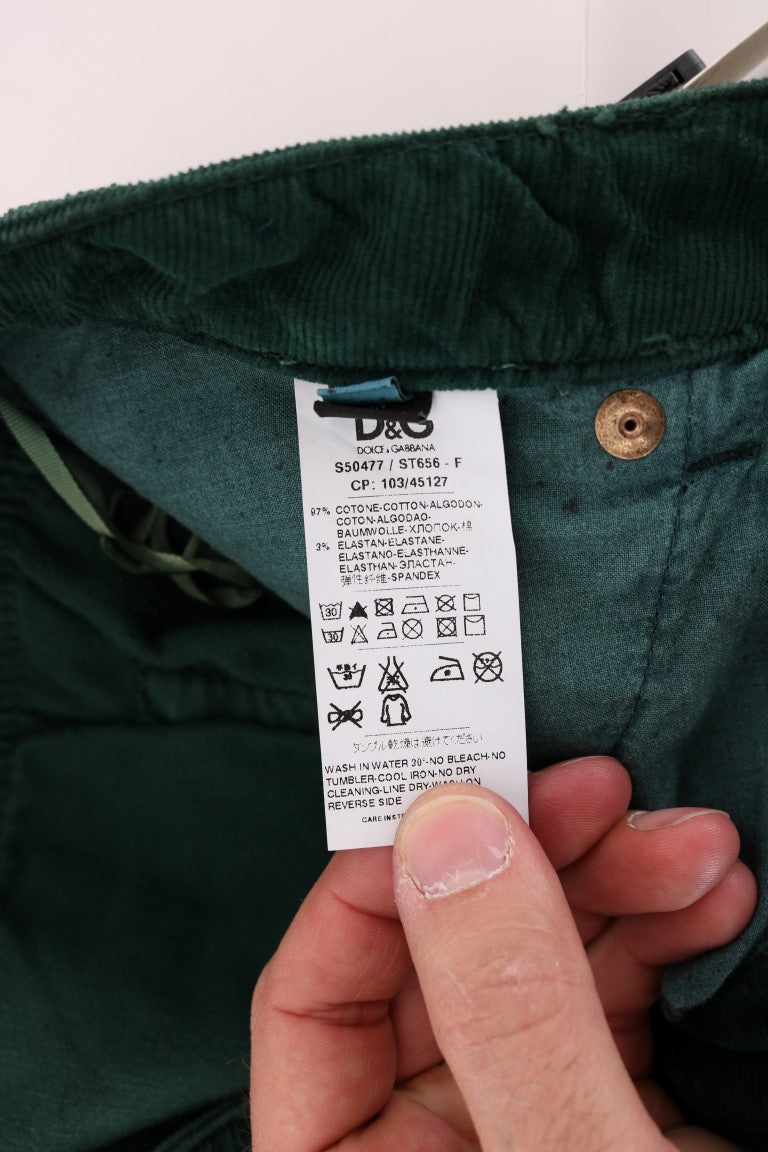 D&G
DOLCE & GABBANA
S50477 / ST656 - F
CP: 103/45127
97% COTONE-COTTON-ALGODON-
COTON-ALGODAO-
BAUMWOLLE-ХЛОПОК-棉
3% ELASTAN-ELASTANE-
ELASTANO-ELASTHANNE-
ELASTHAN-ЭЛАСТАН-
弹性纤维-SPANDEX
30
30
タンブル乾燥は避けてください
WASH IN WATER 30°-NO BLEACH-NO
TUMBLER-COOL IRON-NO DRY
CLEANING-LINE DRY-WASH ON
REVERSE SIDE
CARE